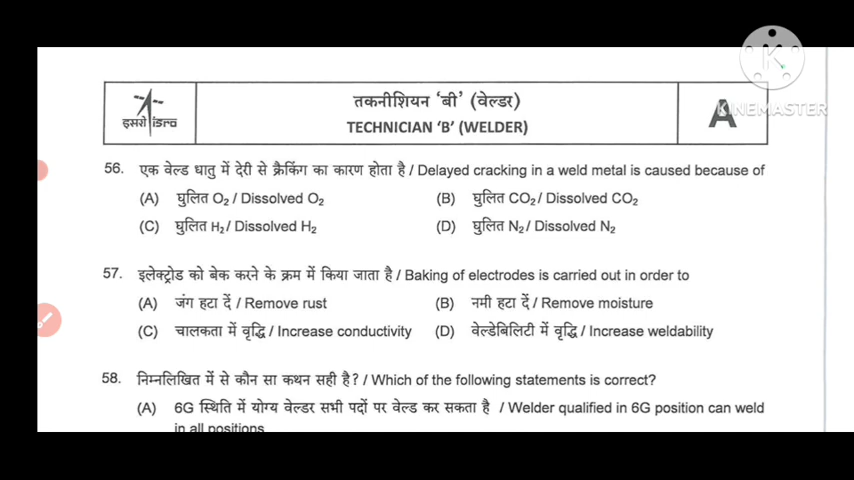 KINEMASTER
तकनीशियन 'बी' (वेल्डर)
इसरो isro
TECHNICIAN 'B' (WELDER)
A
56. एक वेल्ड धातु में देरी से क्रैकिंग का कारण होता है / Delayed cracking in a weld metal is caused because of
(A) घुलित O₂ / Dissolved O₂ (B) घुलित CO₂ / Dissolved CO₂
(C) घुलित H₂ / Dissolved H₂ (D) घुलित N₂ / Dissolved N₂
57. इलेक्ट्रोड को बेक करने के क्रम में किया जाता है / Baking of electrodes is carried out in order to
(A) जंग हटा दें / Remove rust (B) नमी हटा दें / Remove moisture
(C) चालकता में वृद्धि / Increase conductivity (D) वेल्डेबिलिटी में वृद्धि / Increase weldability
58. निम्नलिखित में से कौन सा कथन सही है? / Which of the following statements is correct?
(A) 6G स्थिति में योग्य वेल्डर सभी पदों पर वेल्ड कर सकता है / Welder qualified in 6G position can weld
in all positions